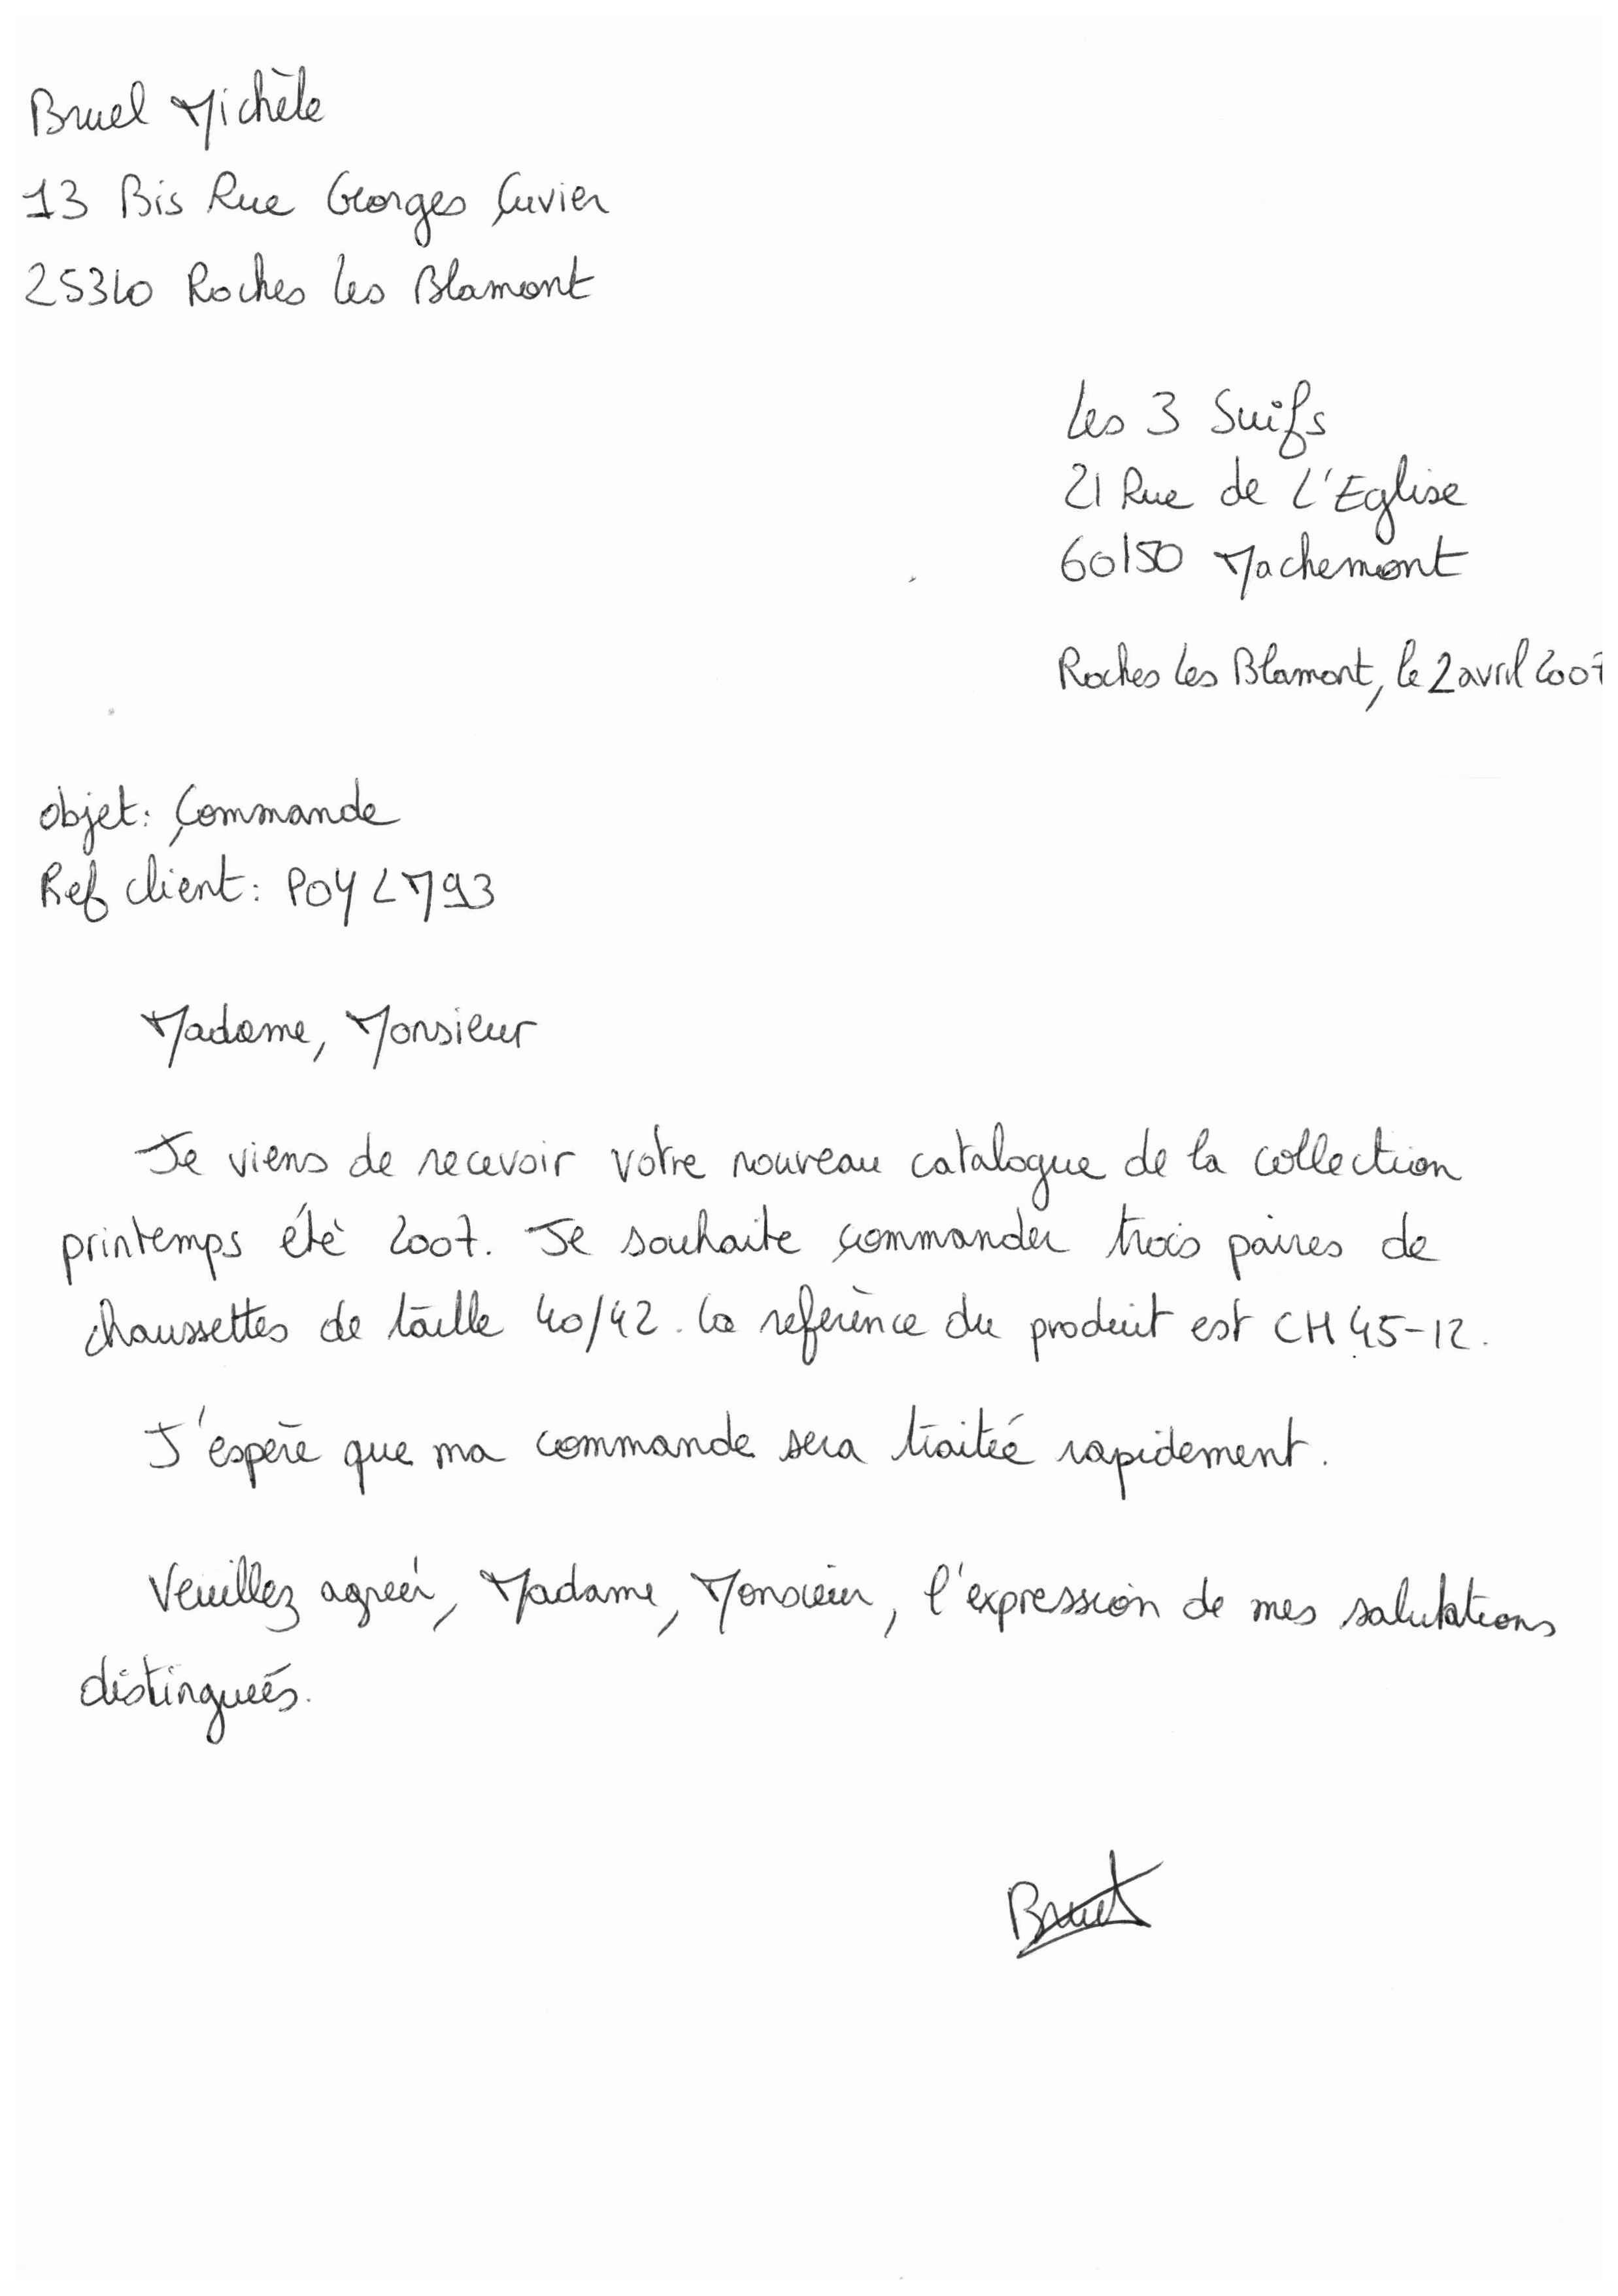 Bruel Michèle
13 Bis Rue Georges Cuvier
25310 Roches les Blamont
Les 3 Suifs
21 Rue de L'Eglise
60150 Machemont
Roches les Blamont, le 2 avril 2007
objet: Commande
Ref client: POYLM93
Madame, Monsieur
Je viens de recevoir votre nouveau catalogue de la collection
printemps été 2007. Je souhaite commander trois paires de
chaussettes de taille 40/42. La référence du produit est CH45-12.
J'espère que ma commande sera traitée rapidement.
Veuillez agréer, Madame, Monsieur, l'expression de mes salutations
distinguées.
Bruel